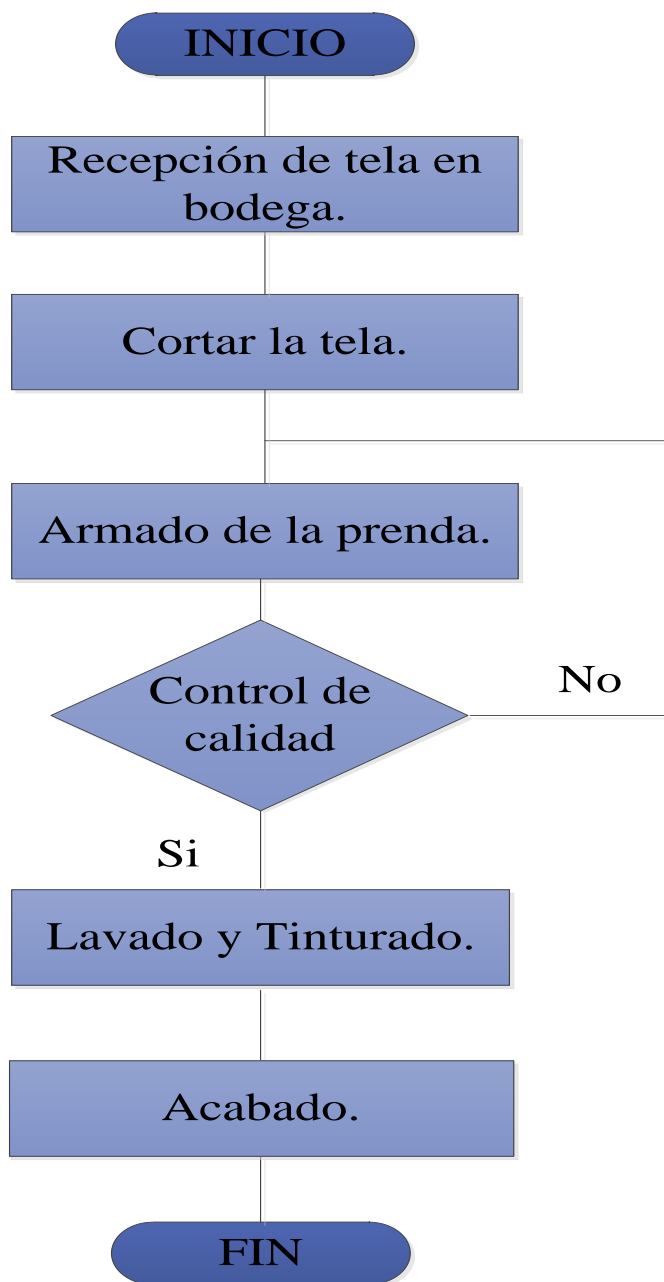 INICIO
Recepción de tela en
bodega.
Cortar la tela.
Armado de la prenda.
Control de
calidad
No
Si
Lavado y Tinturado.
Acabado.
FIN